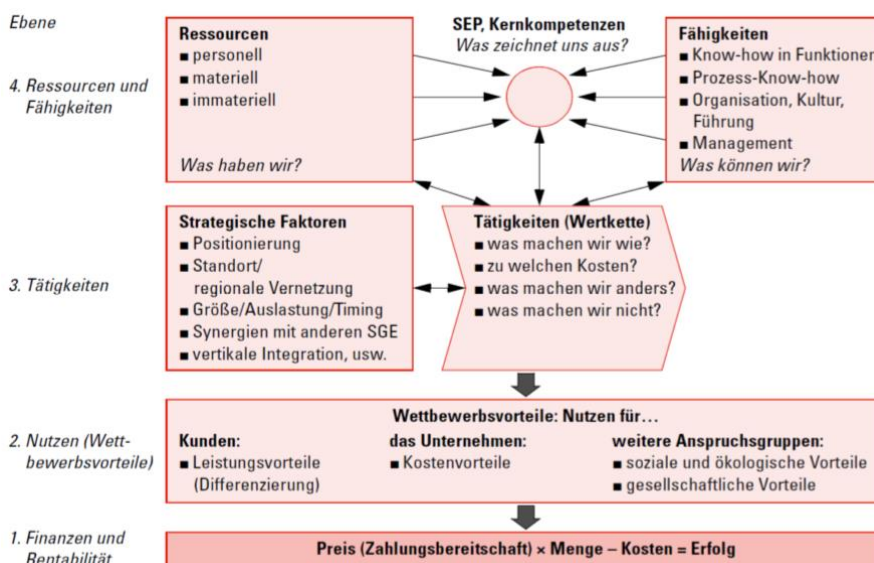 Ebene
4. Ressourcen und
Fähigkeiten
Ressourcen
■ personell
■ materiell
■ immateriell
Was haben wir?
SEP, Kernkompetenzen
Was zeichnet uns aus?
Fähigkeiten
■ Know-how in Funktionen
■ Prozess-Know-how
■ Organisation, Kultur,
Führung
■ Management
Was können wir?
3. Tätigkeiten
Strategische Faktoren
■ Positionierung
■ Standort/
regionale Vernetzung
■ Größe/Auslastung/Timing
■ Synergien mit anderen SGE
■ vertikale Integration, usw.
Tätigkeiten (Wertkette)
■ was machen wir wie?
■ zu welchen Kosten?
■ was machen wir anders?
■ was machen wir nicht?
2. Nutzen (Wett-
bewerbsvorteile)
Wettbewerbsvorteile: Nutzen für…
Kunden:
■ Leistungsvorteile
(Differenzierung)
das Unternehmen:
■ Kostenvorteile
weitere Anspruchsgruppen:
■ soziale und ökologische Vorteile
■ gesellschaftliche Vorteile
1. Finanzen und
Rentabilität
Preis (Zahlungsbereitschaft) × Menge – Kosten = Erfolg